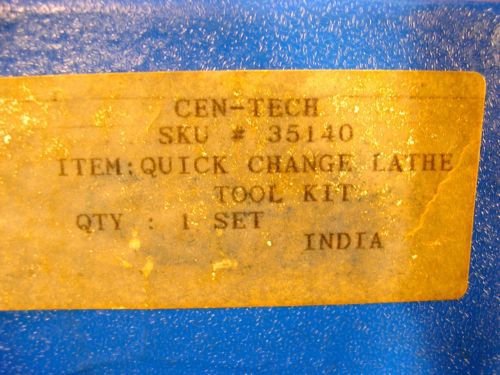 CEN-TECH
SKU # 35140
ITEM:QUICK CHANGE LATHE
TOOL KIT
QTY : 1 SET
INDIA